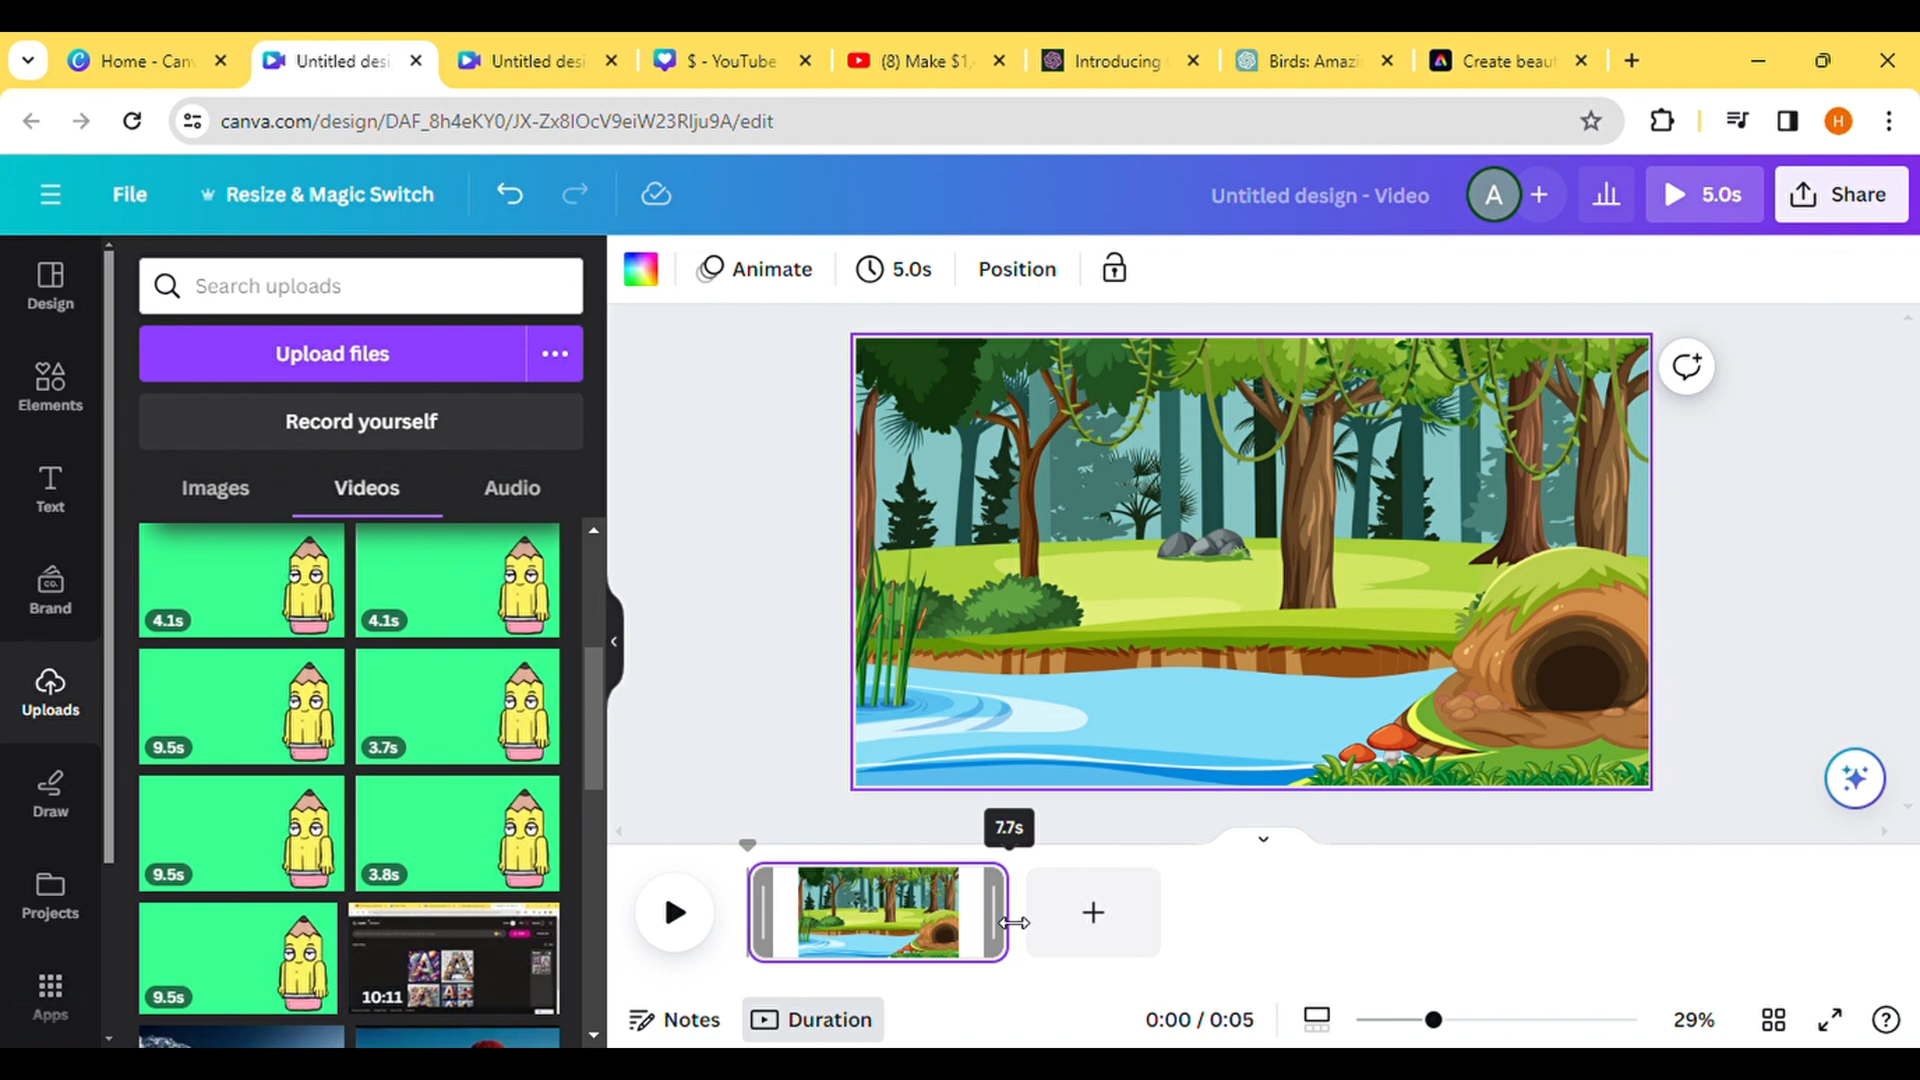 Home - Can
Untitled desi
Untitled desi
$ - YouTube
(8) Make $1,
Introducing
Birds: Amazi
Create beaut
canva.com/design/DAF_8h4eKY0/JX-Zx8IOcV9eiW23RIju9A/edit
H
File
Resize & Magic Switch
Untitled design - Video
A
5.0s
Share
Design
Elements
Text
CO.
Brand
Uploads
Draw
Projects
Apps
Search uploads
Upload files
Record yourself
Images
Videos
Audio
4.1s
4.1s
9.5s
3.7s
9.5s
3.8s
9.5s
10:11
Animate
5.0s
Position
7.7s
Notes
Duration
0:00 / 0:05
29%